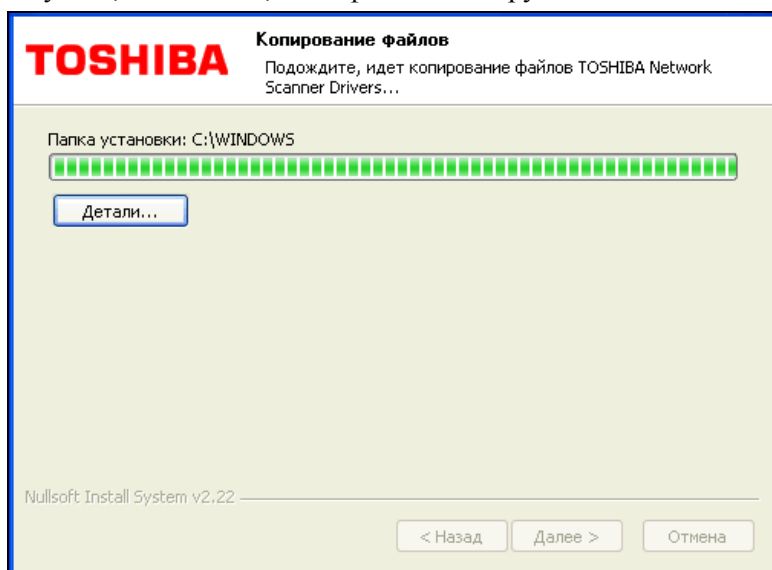 TOSHIBA
Копирование файлов
Подождите, идет копирование файлов TOSHIBA Network
Scanner Drivers...
Папка установки: C:\WINDOWS
Детали...
Nullsoft Install System v2.22
< Назад
Далее >
Отмена